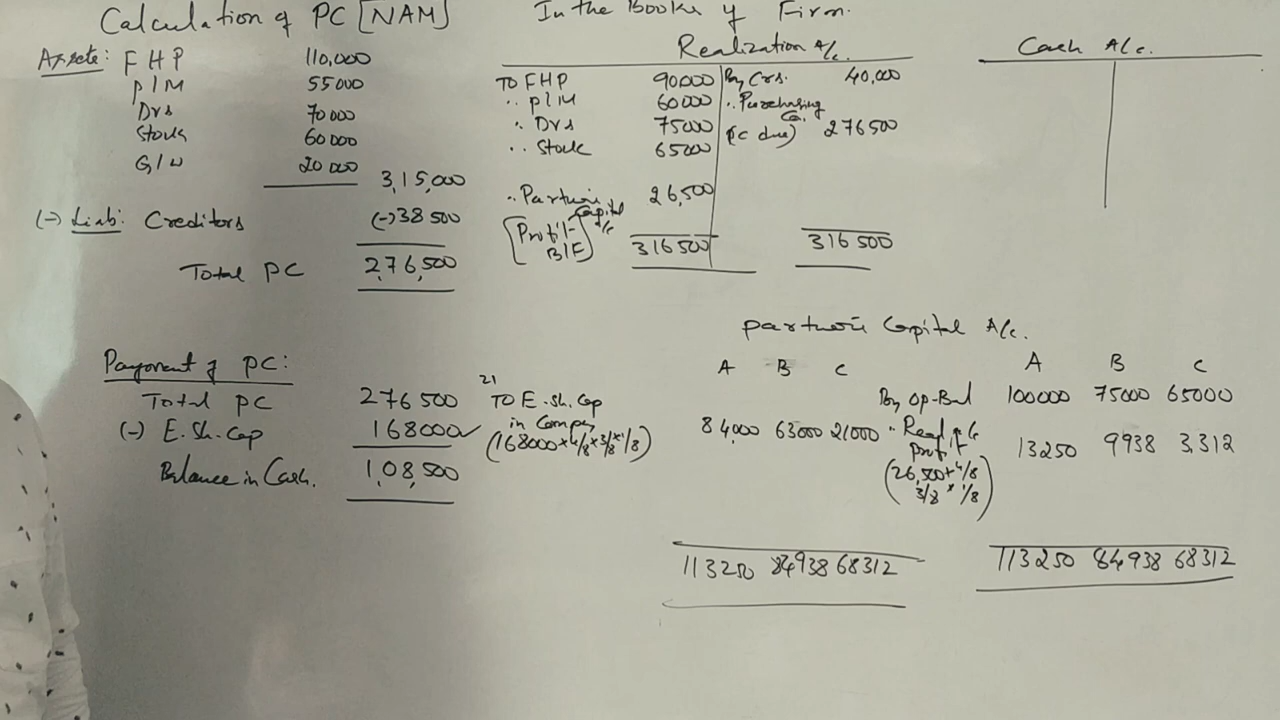 Calculation of PC [NAM]
Assets: FHP 110,000
P/M 55000
Drs 70000
Stock 60000
G/W 20000
3,15,000
(-) Liab: Creditors (-)38500
Total PC 2,76,500
Payment of PC:
Total PC 276500
(-) E.Sh.Cap 168000
Balance in Cash. 1,08,500
In the Books of Firm.
Realization A/c.
TO FHP 90000 By Crs. 40,000
" P/M 60000 " Purchasing Co.
" Drs 75000 (PC due) 276500
" Stock 65000
" Partners Capital A/c 26,500
[Profit B/F]
316500 316500
Cash A/c.
Partners Capital A/c.
A B C A B C
By Op-Bal 100000 75000 65000
21
TO E.Sh.Cap in Company 84000 63000 21000 " Real. A/c Profit 13250 9938 3,312
(168000×4/8×3/8×1/8) (26,500×4/8 3/8×1/8)
113250 84938 68312 113250 84938 68312